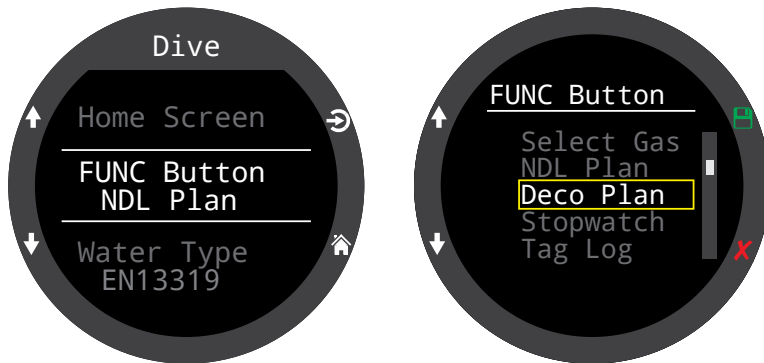 Dive
Home Screen
FUNC Button
NDL Plan
Water Type
EN13319
FUNC Button
Select Gas
NDL Plan
Deco Plan
Stopwatch
Tag Log